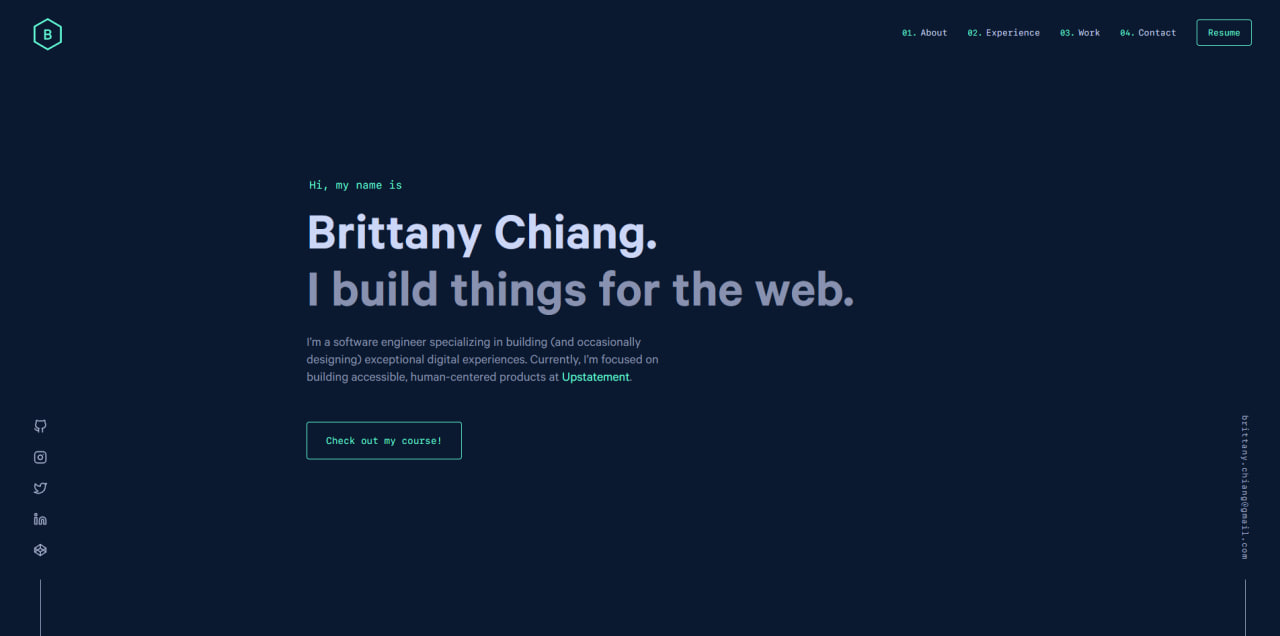 B
01. About 02. Experience 03. Work 04. Contact Resume
Hi, my name is
Brittany Chiang.
I build things for the web.
I'm a software engineer specializing in building (and occasionally
designing) exceptional digital experiences. Currently, I'm focused on
building accessible, human-centered products at Upstatement.
Check out my course!
brittany.chiang@gmail.com